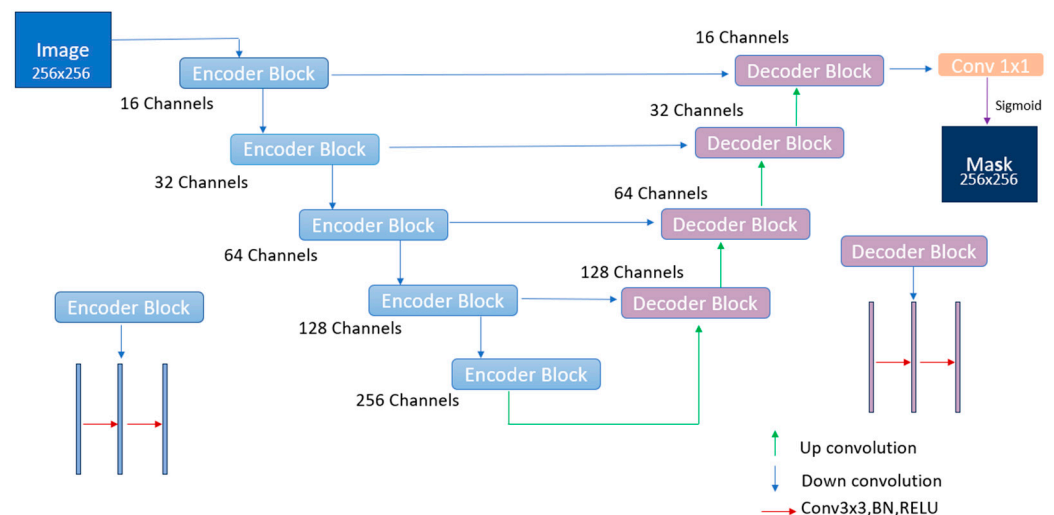 Image
256x256
Encoder Block
16 Channels
Encoder Block
32 Channels
Encoder Block
64 Channels
Encoder Block
128 Channels
Encoder Block
256 Channels
16 Channels
Decoder Block
32 Channels
Decoder Block
64 Channels
Decoder Block
128 Channels
Decoder Block
Conv 1x1
Sigmoid
Mask
256x256
Encoder Block
Decoder Block
Up convolution
Down convolution
Conv3x3,BN,RELU